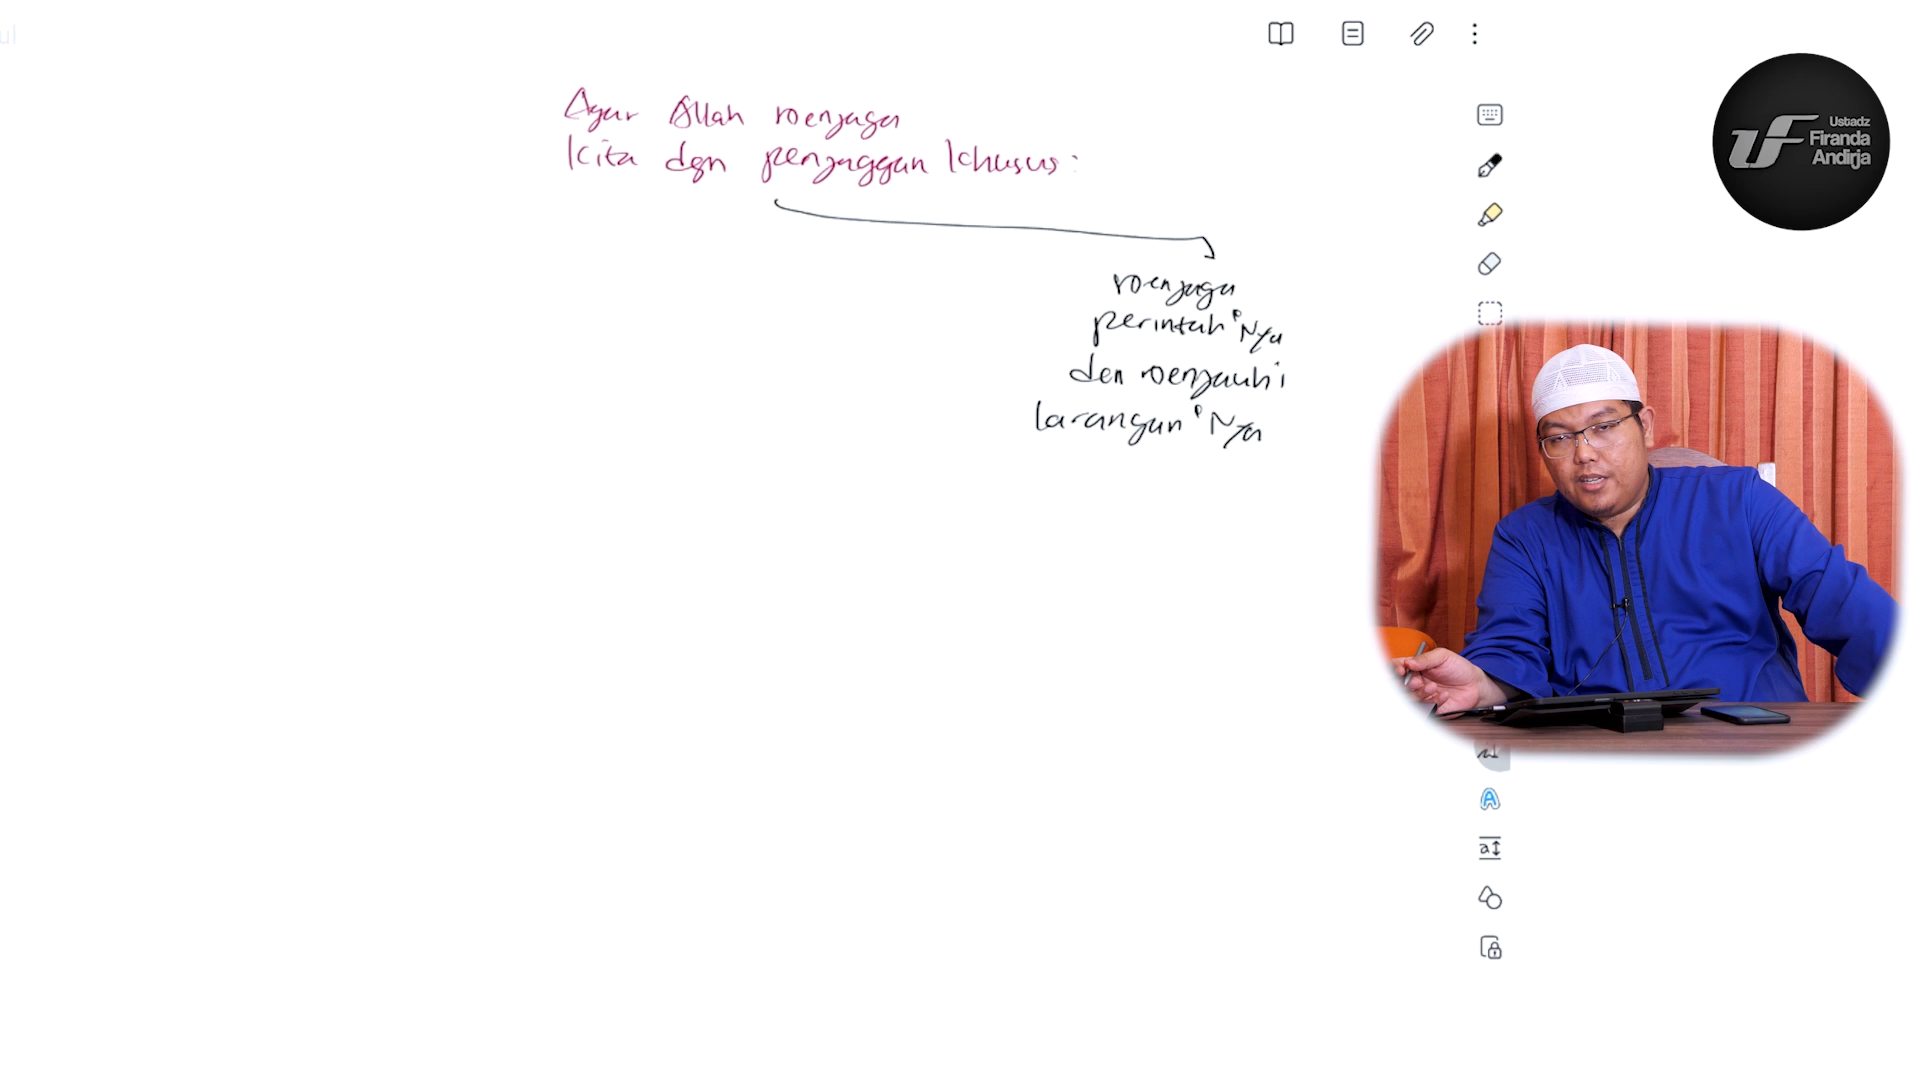 Agar Allah menjaga
kita dgn penjagaan khusus:
menjaga
perintah²Nya
dan menjauhi
larangan²Nya
Ustadz
Firanda
Andirja